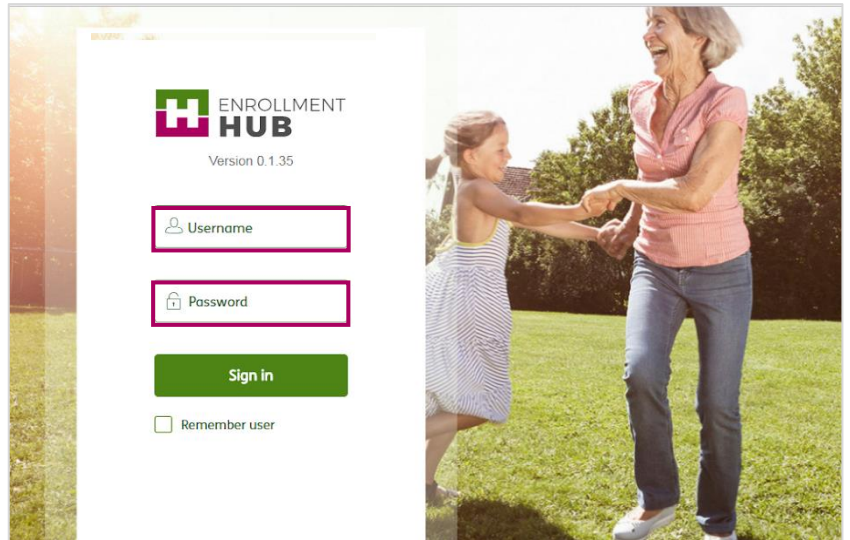 ENROLLMENT
HUB
Version 0.1.35
Username
Password
Sign in
Remember user